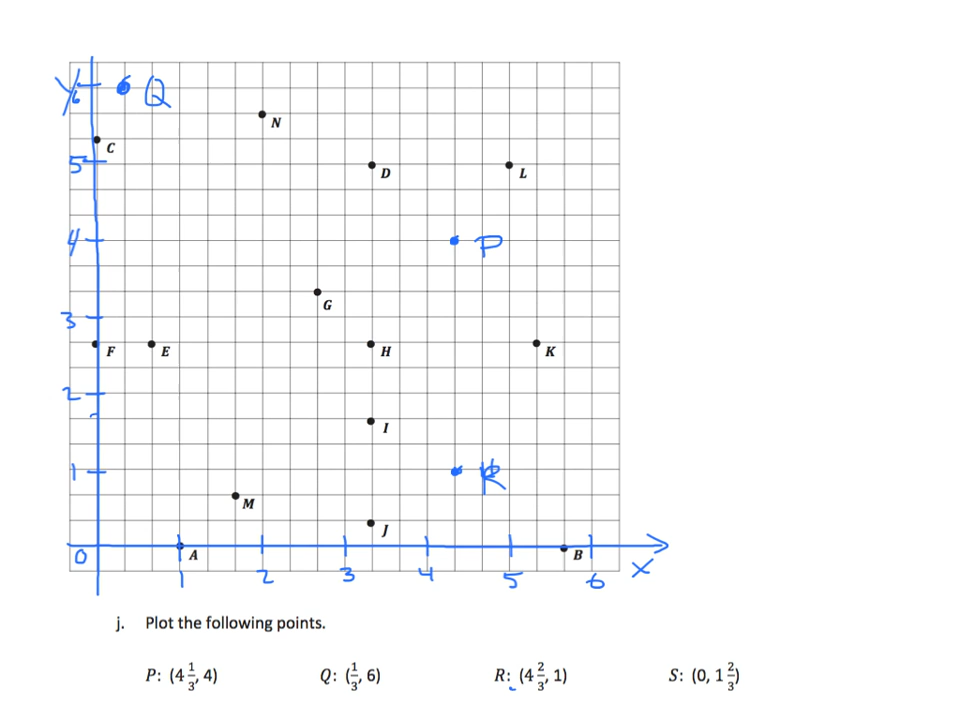 Y
6 Q
N
C
5 D L
4 P
G
3
F E H K
2
I
1 R
M
J
A B
0 1 2 3 4 5 6 X
j. Plot the following points.
P: (4 1/3, 4) Q: (1/3, 6) R: (4 2/3, 1) S: (0, 1 2/3)